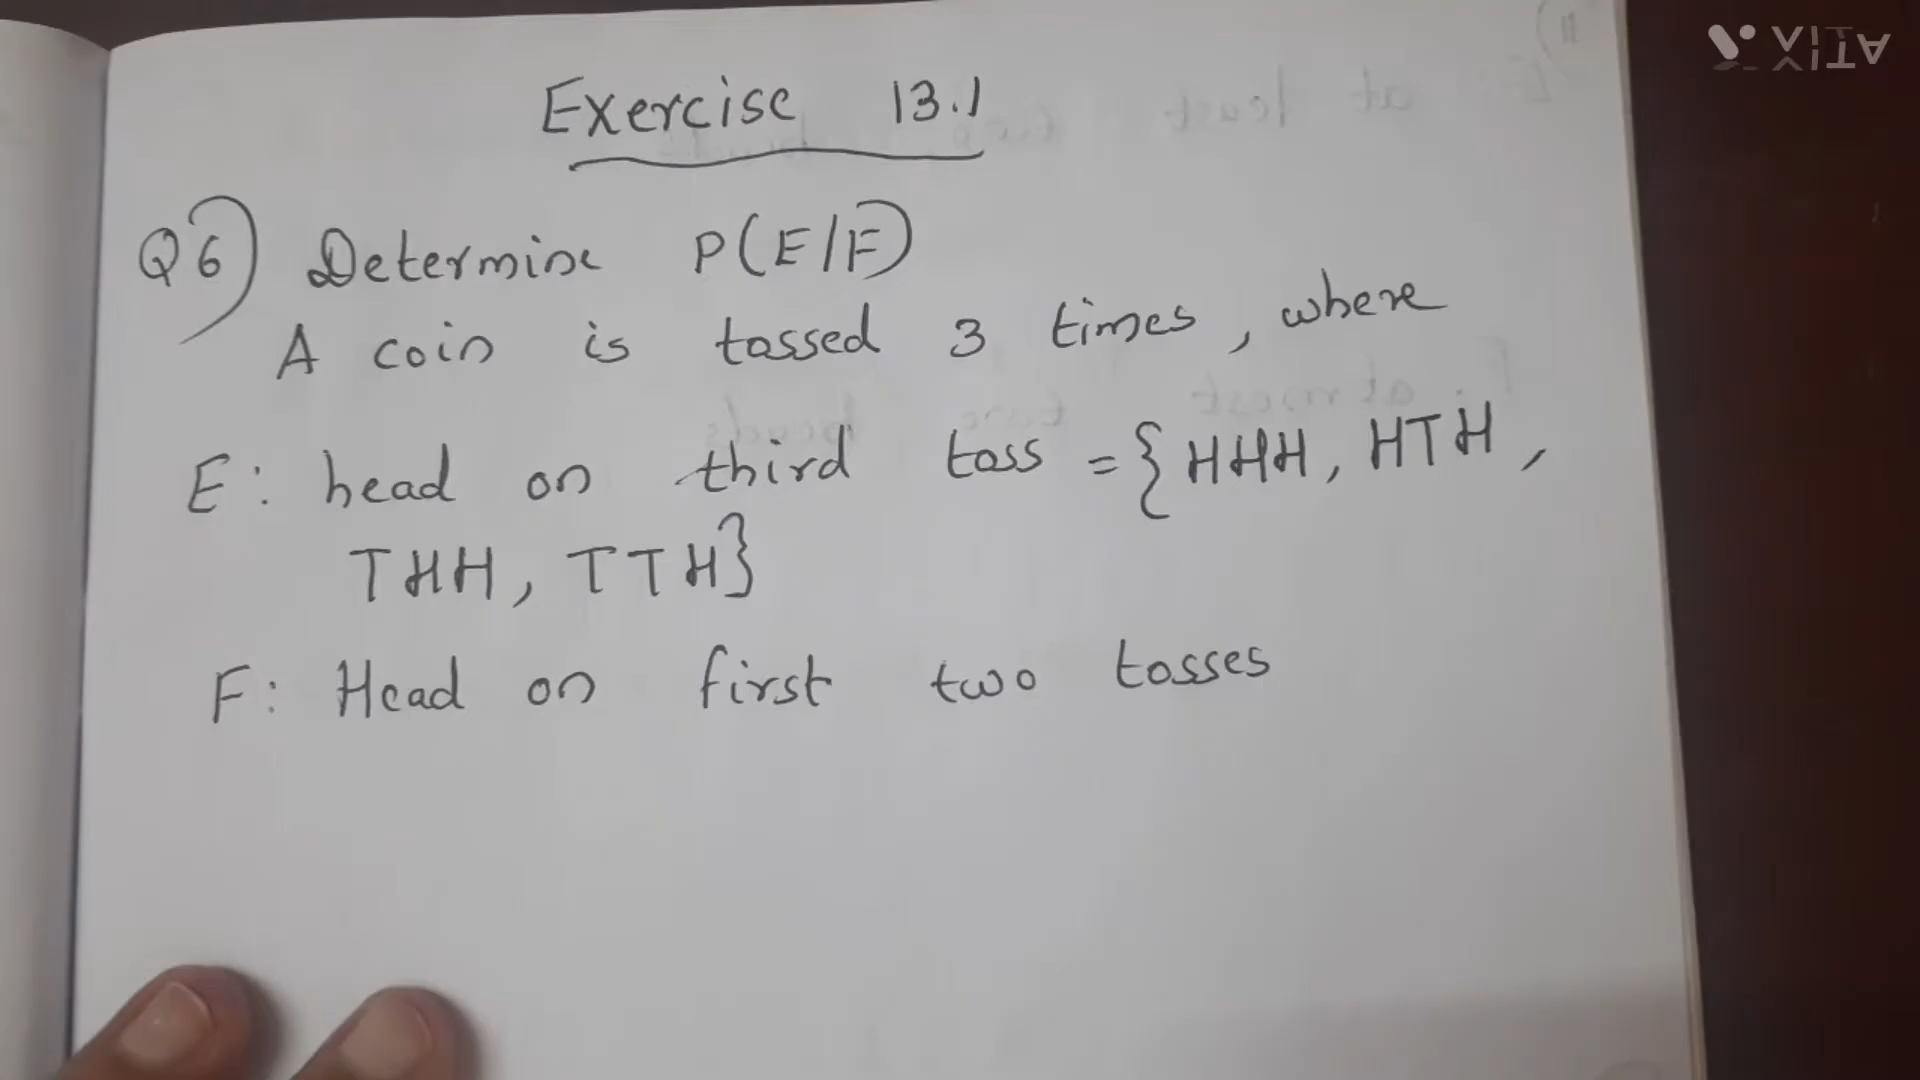 VITA
Exercise 13.1
Q6) Determine P(E/F)
A coin is tossed 3 times, where
E: head on third toss = {HHH, HTH,
THH, TTH}
F: Head on first two tosses